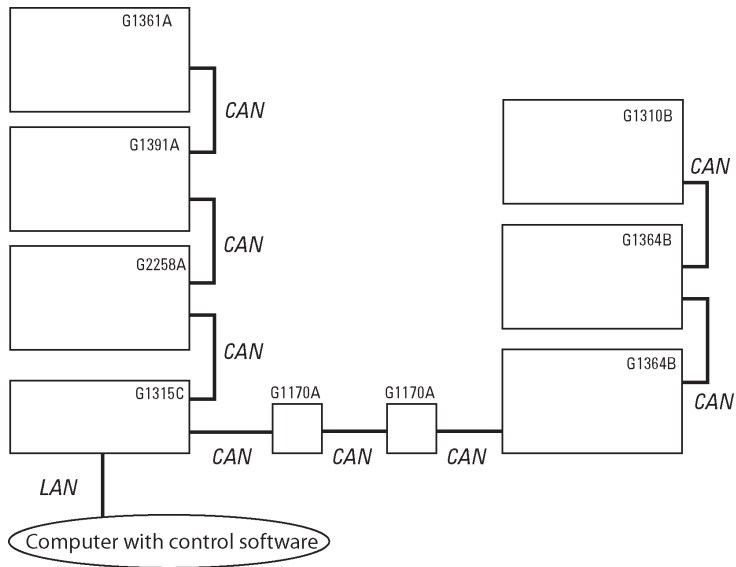 G1361A
CAN
G1391A
CAN
G2258A
CAN
G1315C
LAN
Computer with control software
CAN
G1170A
CAN
G1170A
CAN
G1310B
CAN
G1364B
CAN
G1364B